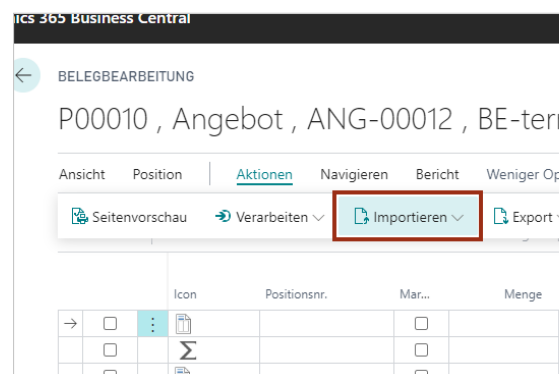 ics 365 Business Central
BELEGBEARBEITUNG
P00010 , Angebot , ANG-00012 , BE-ter
Ansicht Position Aktionen Navigieren Bericht Weniger Op
Seitenvorschau Verarbeiten Importieren Export
Icon Positionsnr. Mar... Menge